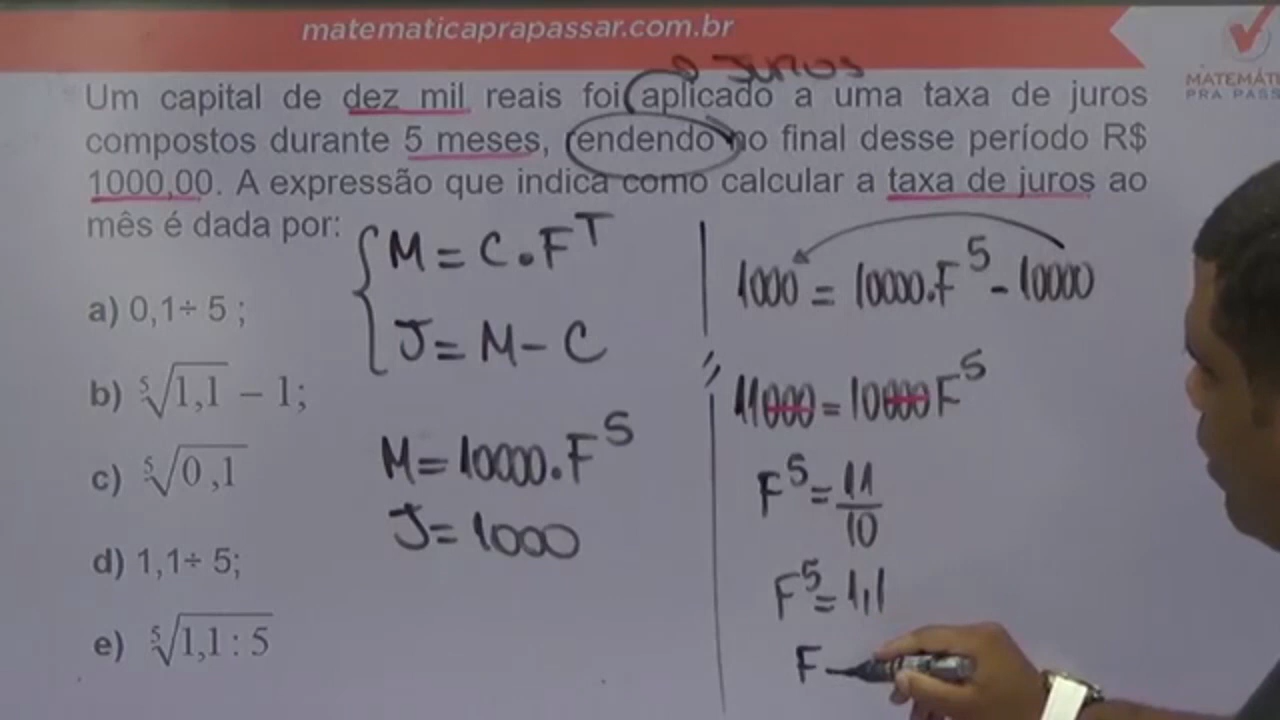 matematicaprapassar.com.br
MATEMÁT
PRA PASS
JUROS
Um capital de dez mil reais foi aplicado a uma taxa de juros
compostos durante 5 meses, rendendo no final desse período R$
1000,00. A expressão que indica como calcular a taxa de juros ao
mês é dada por:
a) 0,1÷ 5 ;
b) ⁵√1,1 − 1;
c) ⁵√0,1
d) 1,1÷ 5;
e) ⁵√1,1 : 5
M = C.F^T
J = M − C
M = 10000.F^5
J = 1000
1000 = 10000.F^5 − 10000
11000 = 10000F^5
F^5 = 11/10
F^5 = 1,1
F